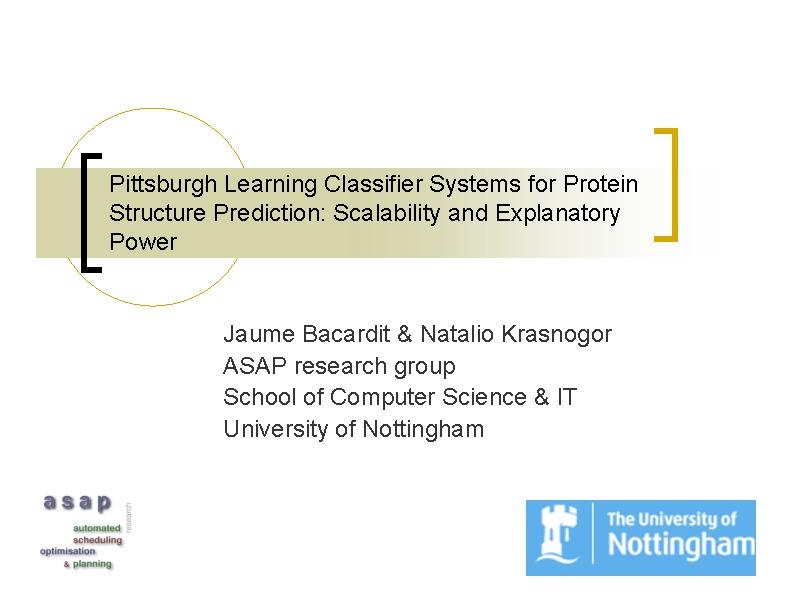 Pittsburgh Learning Classifier Systems for Protein
Structure Prediction: Scalability and Explanatory
Power
Jaume Bacardit & Natalio Krasnogor
ASAP research group
School of Computer Science & IT
University of Nottingham
asap
research
automated
scheduling
optimisation
& planning
The University of
Nottingham